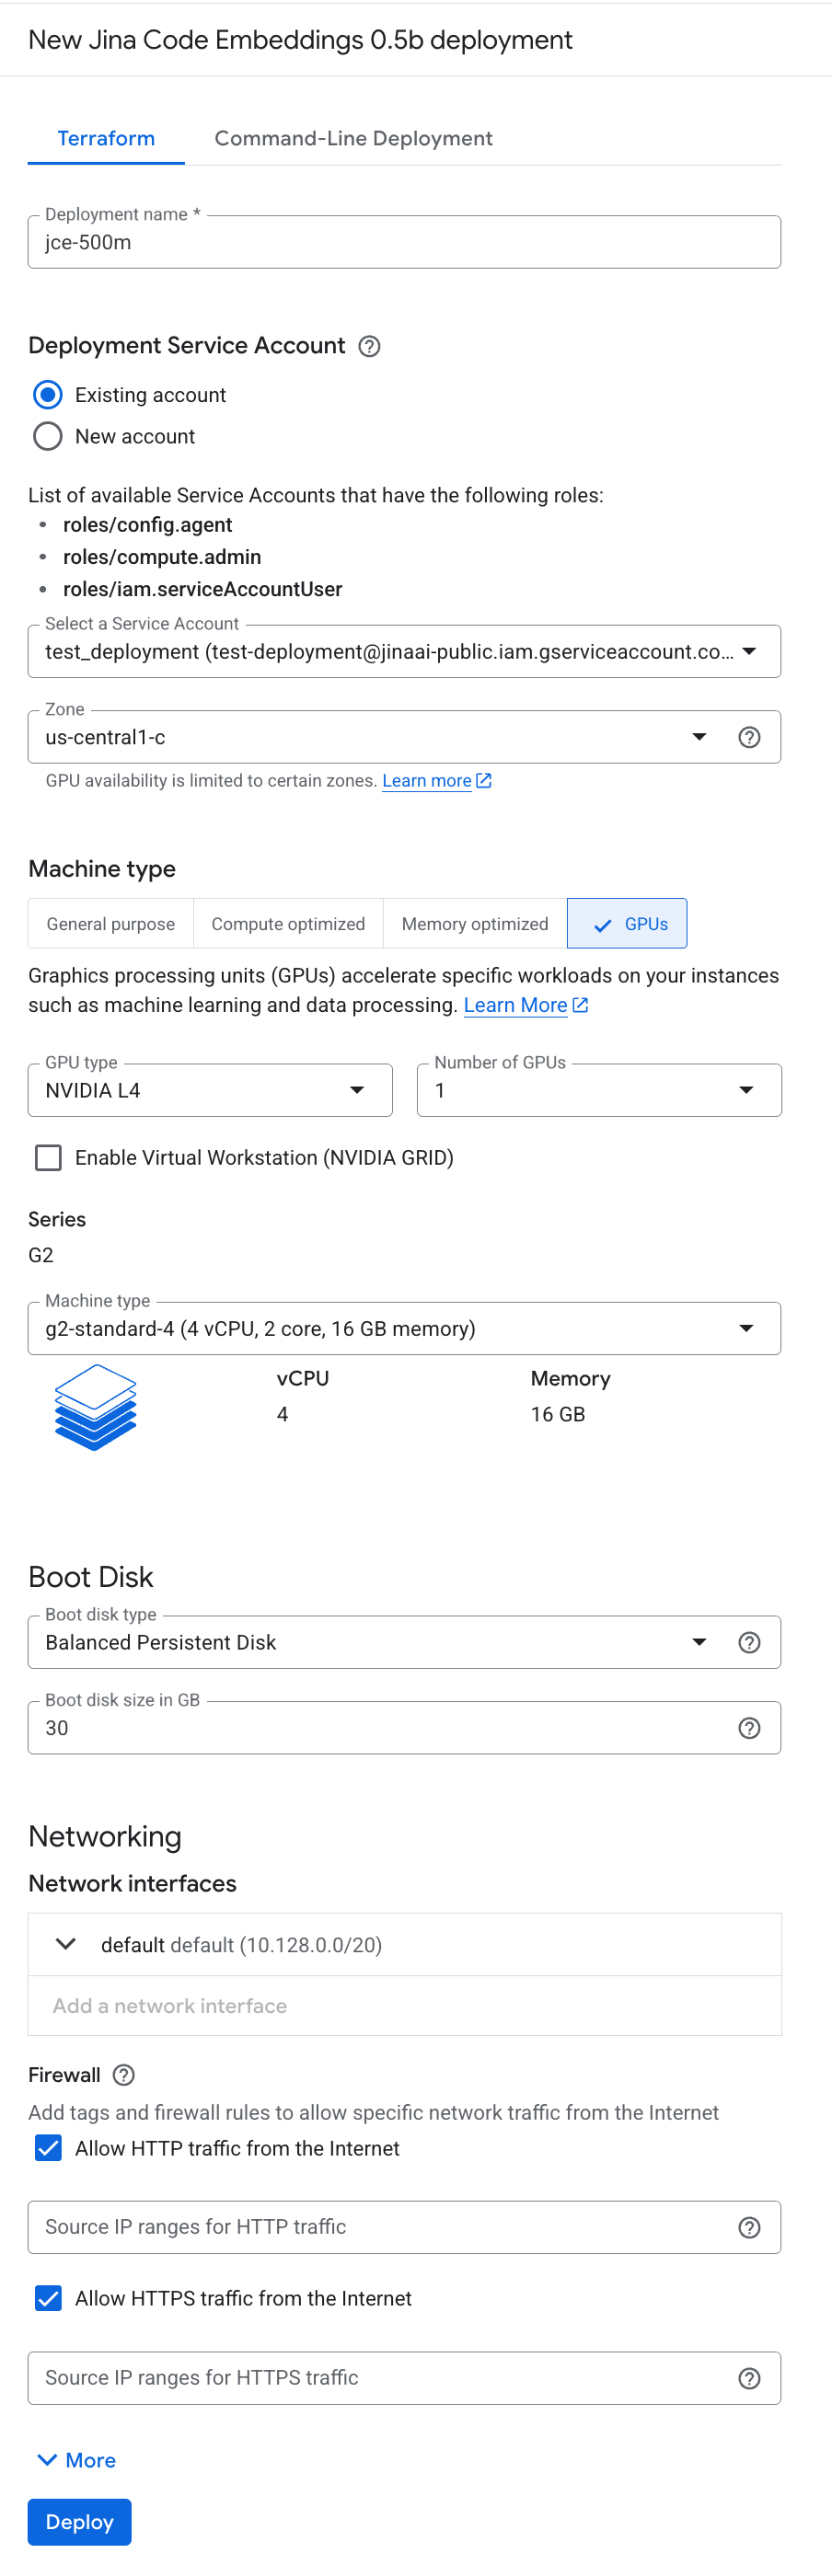 New Jina Code Embeddings 0.5b deployment
Terraform
Command-Line Deployment
Deployment name *
jce-500m
Deployment Service Account
Existing account
New account
List of available Service Accounts that have the following roles:
• roles/config.agent
• roles/compute.admin
• roles/iam.serviceAccountUser
Select a Service Account
test_deployment (test-deployment@jinaai-public.iam.gserviceaccount.co...
Zone
us-central1-c
GPU availability is limited to certain zones. Learn more
Machine type
General purpose
Compute optimized
Memory optimized
GPUs
Graphics processing units (GPUs) accelerate specific workloads on your instances
such as machine learning and data processing. Learn More
GPU type
NVIDIA L4
Number of GPUs
1
Enable Virtual Workstation (NVIDIA GRID)
Series
G2
Machine type
g2-standard-4 (4 vCPU, 2 core, 16 GB memory)
vCPU
4
Memory
16 GB
Boot Disk
Boot disk type
Balanced Persistent Disk
Boot disk size in GB
30
Networking
Network interfaces
default default (10.128.0.0/20)
Add a network interface
Firewall
Add tags and firewall rules to allow specific network traffic from the Internet
Allow HTTP traffic from the Internet
Source IP ranges for HTTP traffic
Allow HTTPS traffic from the Internet
Source IP ranges for HTTPS traffic
More
Deploy